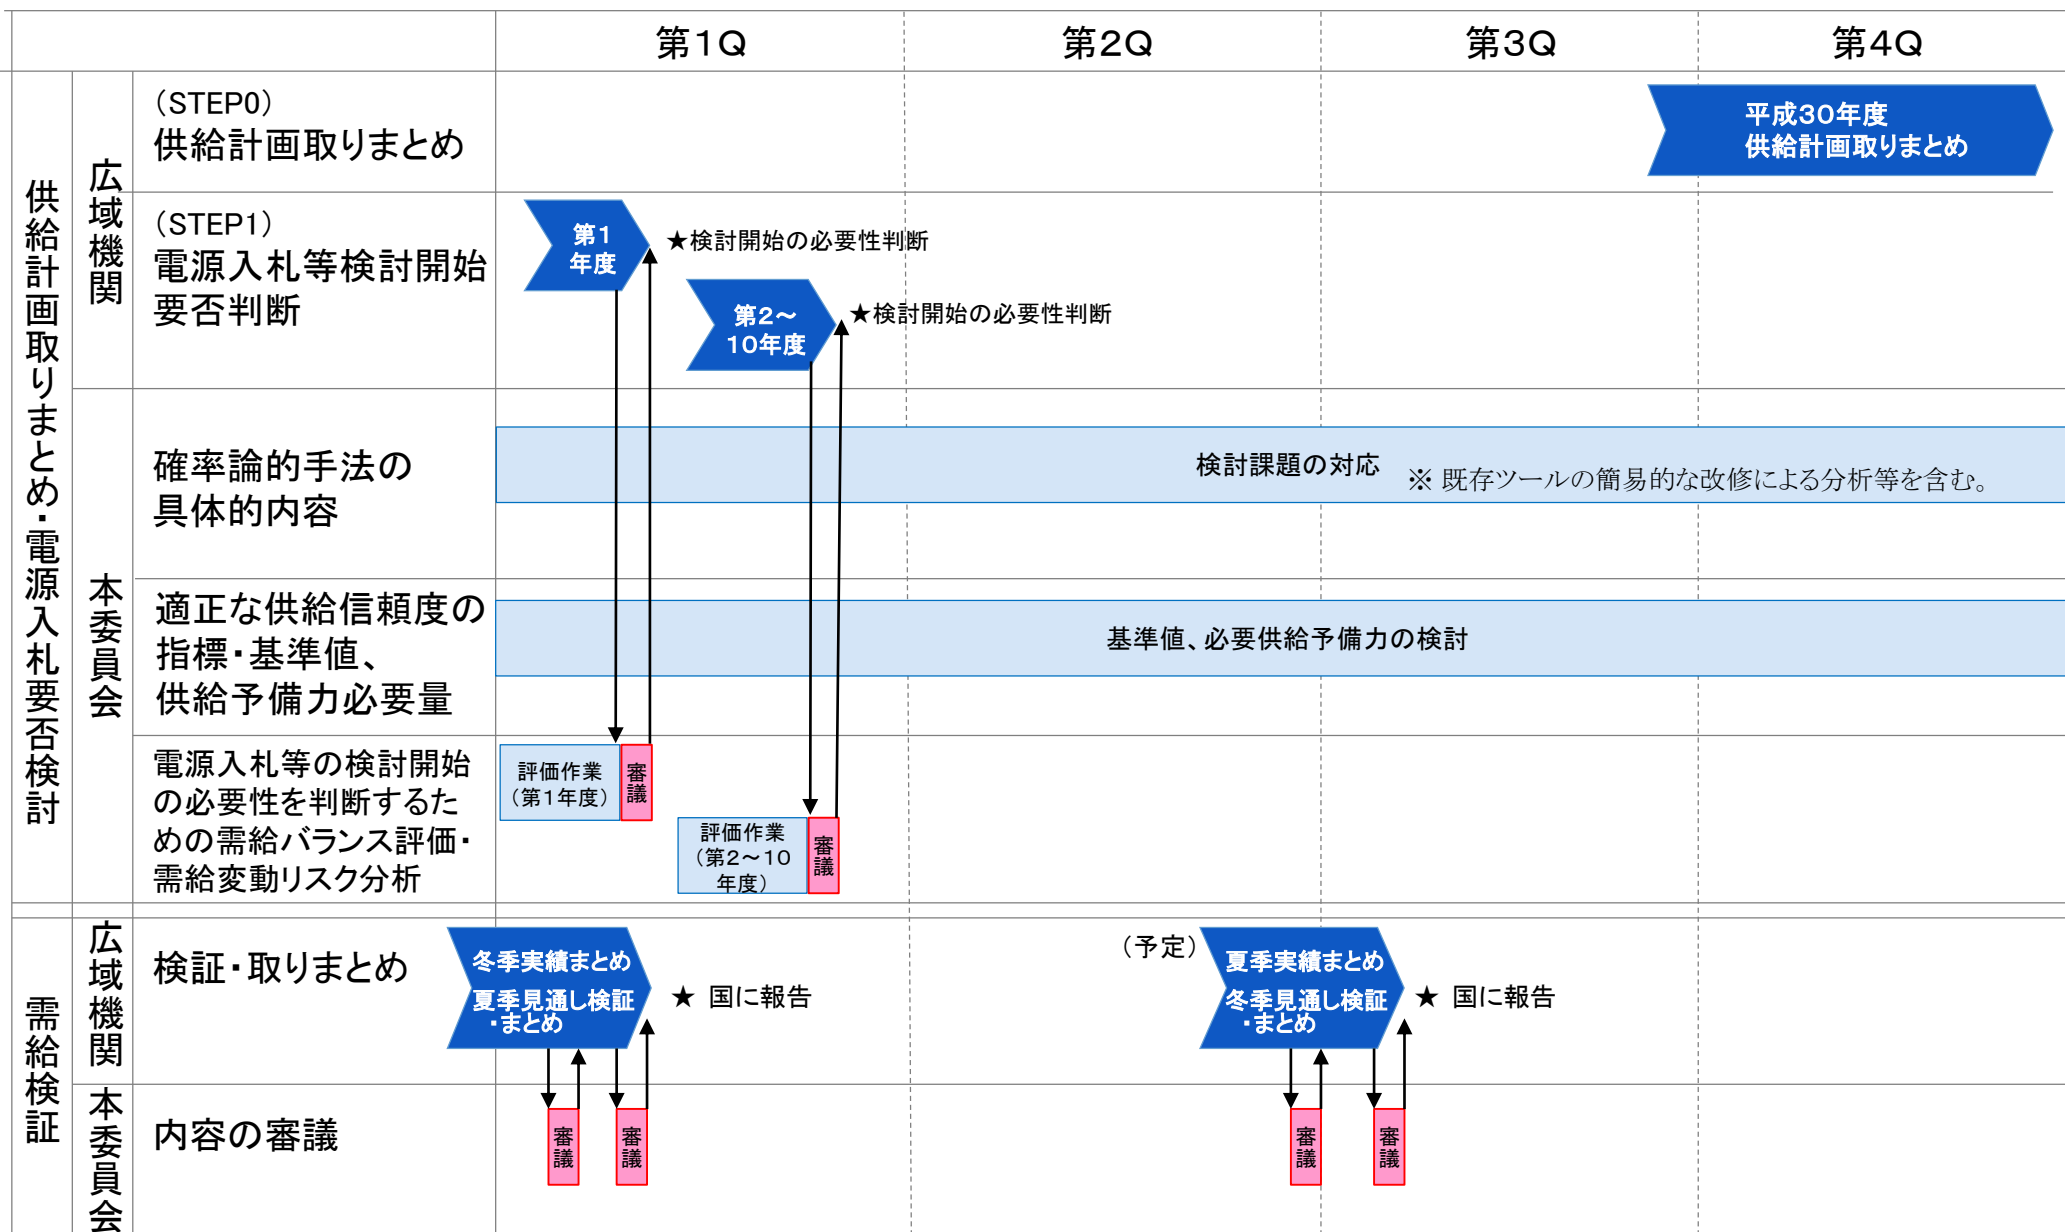 第1Q
第2Q
第3Q
第4Q
供給計画取りまとめ・電源入札要否検討
広域機関
（STEP0）
供給計画取りまとめ
平成30年度
供給計画取りまとめ
（STEP1）
電源入札等検討開始
要否判断
第1
年度
★検討開始の必要性判断
第2～
10年度
★検討開始の必要性判断
本委員会
確率論的手法の
具体的内容
検討課題の対応
※ 既存ツールの簡易的な改修による分析等を含む。
適正な供給信頼度の
指標・基準値、
供給予備力必要量
基準値、必要供給予備力の検討
電源入札等の検討開始
の必要性を判断するた
めの需給バランス評価・
需給変動リスク分析
評価作業
（第1年度）
審議
評価作業
（第2～10
年度）
審議
需給検証
広域機関
検証・取りまとめ
冬季実績まとめ
夏季見通し検証
・まとめ
★ 国に報告
（予定）
夏季実績まとめ
冬季見通し検証
・まとめ
★ 国に報告
本委員会
内容の審議
審議
審議
審議
審議